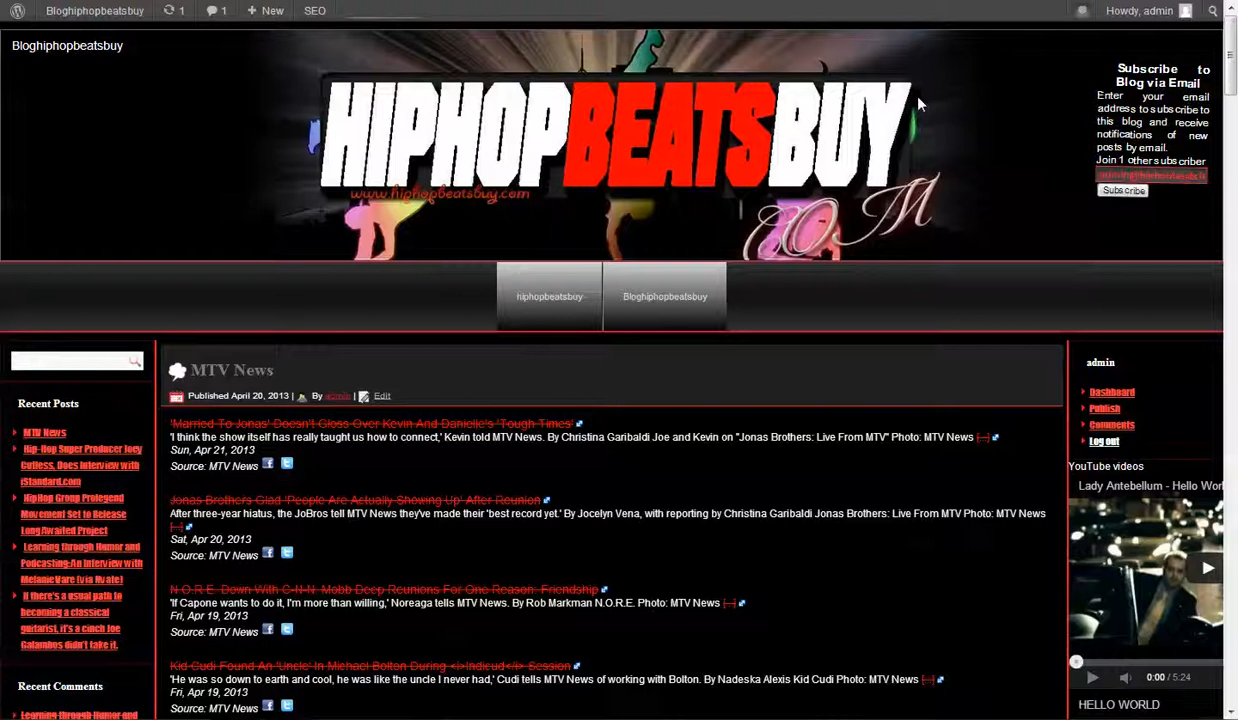 Bloghiphopbeatsbuy 1 1 + New SEO Howdy, admin
Bloghiphopbeatsbuy
HIPHOPBEATSBUY
www.hiphopbeatsbuy.com
COM
Subscribe to
Blog via Email
Enter your email
address to subscribe to
this blog and receive
notifications of new
posts by email.
Join 1 other subscriber
Subscribe
hiphopbeatsbuy Bloghiphopbeatsbuy
Recent Posts
MTV News
Hip-Hop Super Producer Joey
Cutless, Does Interview with
iStandard.com
HipHop Group Prolegend
Movement Set to Release
Long Awaited Project
Learning through Humor and
Podcasting: An Interview with
Melanie Vare (via Nvate)
If there's a usual path to
becoming a classical
guitarist, it's a cinch Joe
Galambos didn't take it.
Recent Comments
Learning through Humor and
MTV News
Published April 20, 2013 | By admin | Edit
'Married To Jonas' Doesn't Gloss Over Kevin And Danielle's 'Tough Times'
'I think the show itself has really taught us how to connect,' Kevin told MTV News. By Christina Garibaldi Joe and Kevin on "Jonas Brothers: Live From MTV" Photo: MTV News [...]
Sun, Apr 21, 2013
Source: MTV News
Jonas Brothers Glad 'People Are Actually Showing Up' After Reunion
After three-year hiatus, the JoBros tell MTV News they've made their 'best record yet.' By Jocelyn Vena, with reporting by Christina Garibaldi Jonas Brothers: Live From MTV Photo: MTV News
[...]
Sat, Apr 20, 2013
Source: MTV News
N.O.R.E. Down With C-N-N, Mobb Deep Reunions For One Reason: Friendship
'If Capone wants to do it, I'm more than willing,' Noreaga tells MTV News. By Rob Markman N.O.R.E. Photo: MTV News [...]
Fri, Apr 19, 2013
Source: MTV News
Kid Cudi Found An 'Uncle' In Michael Bolton During <i>Indicud</i> Session
'He was so down to earth and cool, he was like the uncle I never had,' Cudi tells MTV News of working with Bolton. By Nadeska Alexis Kid Cudi Photo: MTV News [...]
Fri, Apr 19, 2013
Source: MTV News
admin
Dashboard
Publish
Comments
Log out
YouTube videos
Lady Antebellum - Hello Wor
0:00 / 5:24
HELLO WORLD